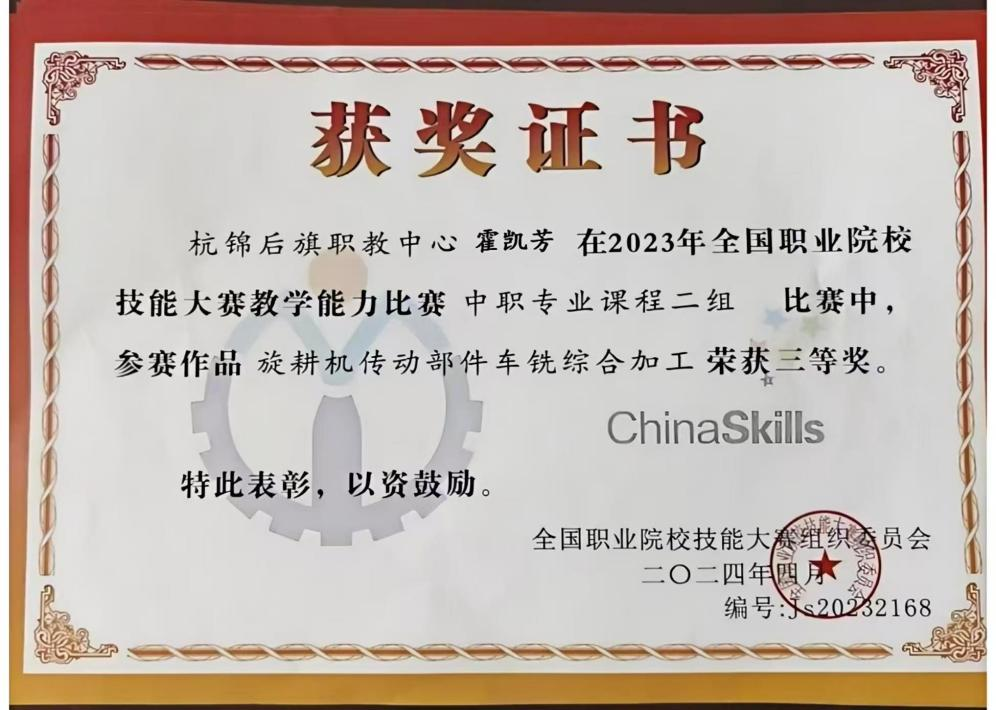 获奖证书
杭锦后旗职教中心 霍凯芳 在2023年全国职业院校
技能大赛教学能力比赛 中职专业课程二组 比赛中，
参赛作品 旋耕机传动部件车铣综合加工 荣获三等奖。
ChinaSkills
特此表彰，以资鼓励。
全国职业院校技能大赛组织委员会
二〇二四年四月
编号:Js20232168